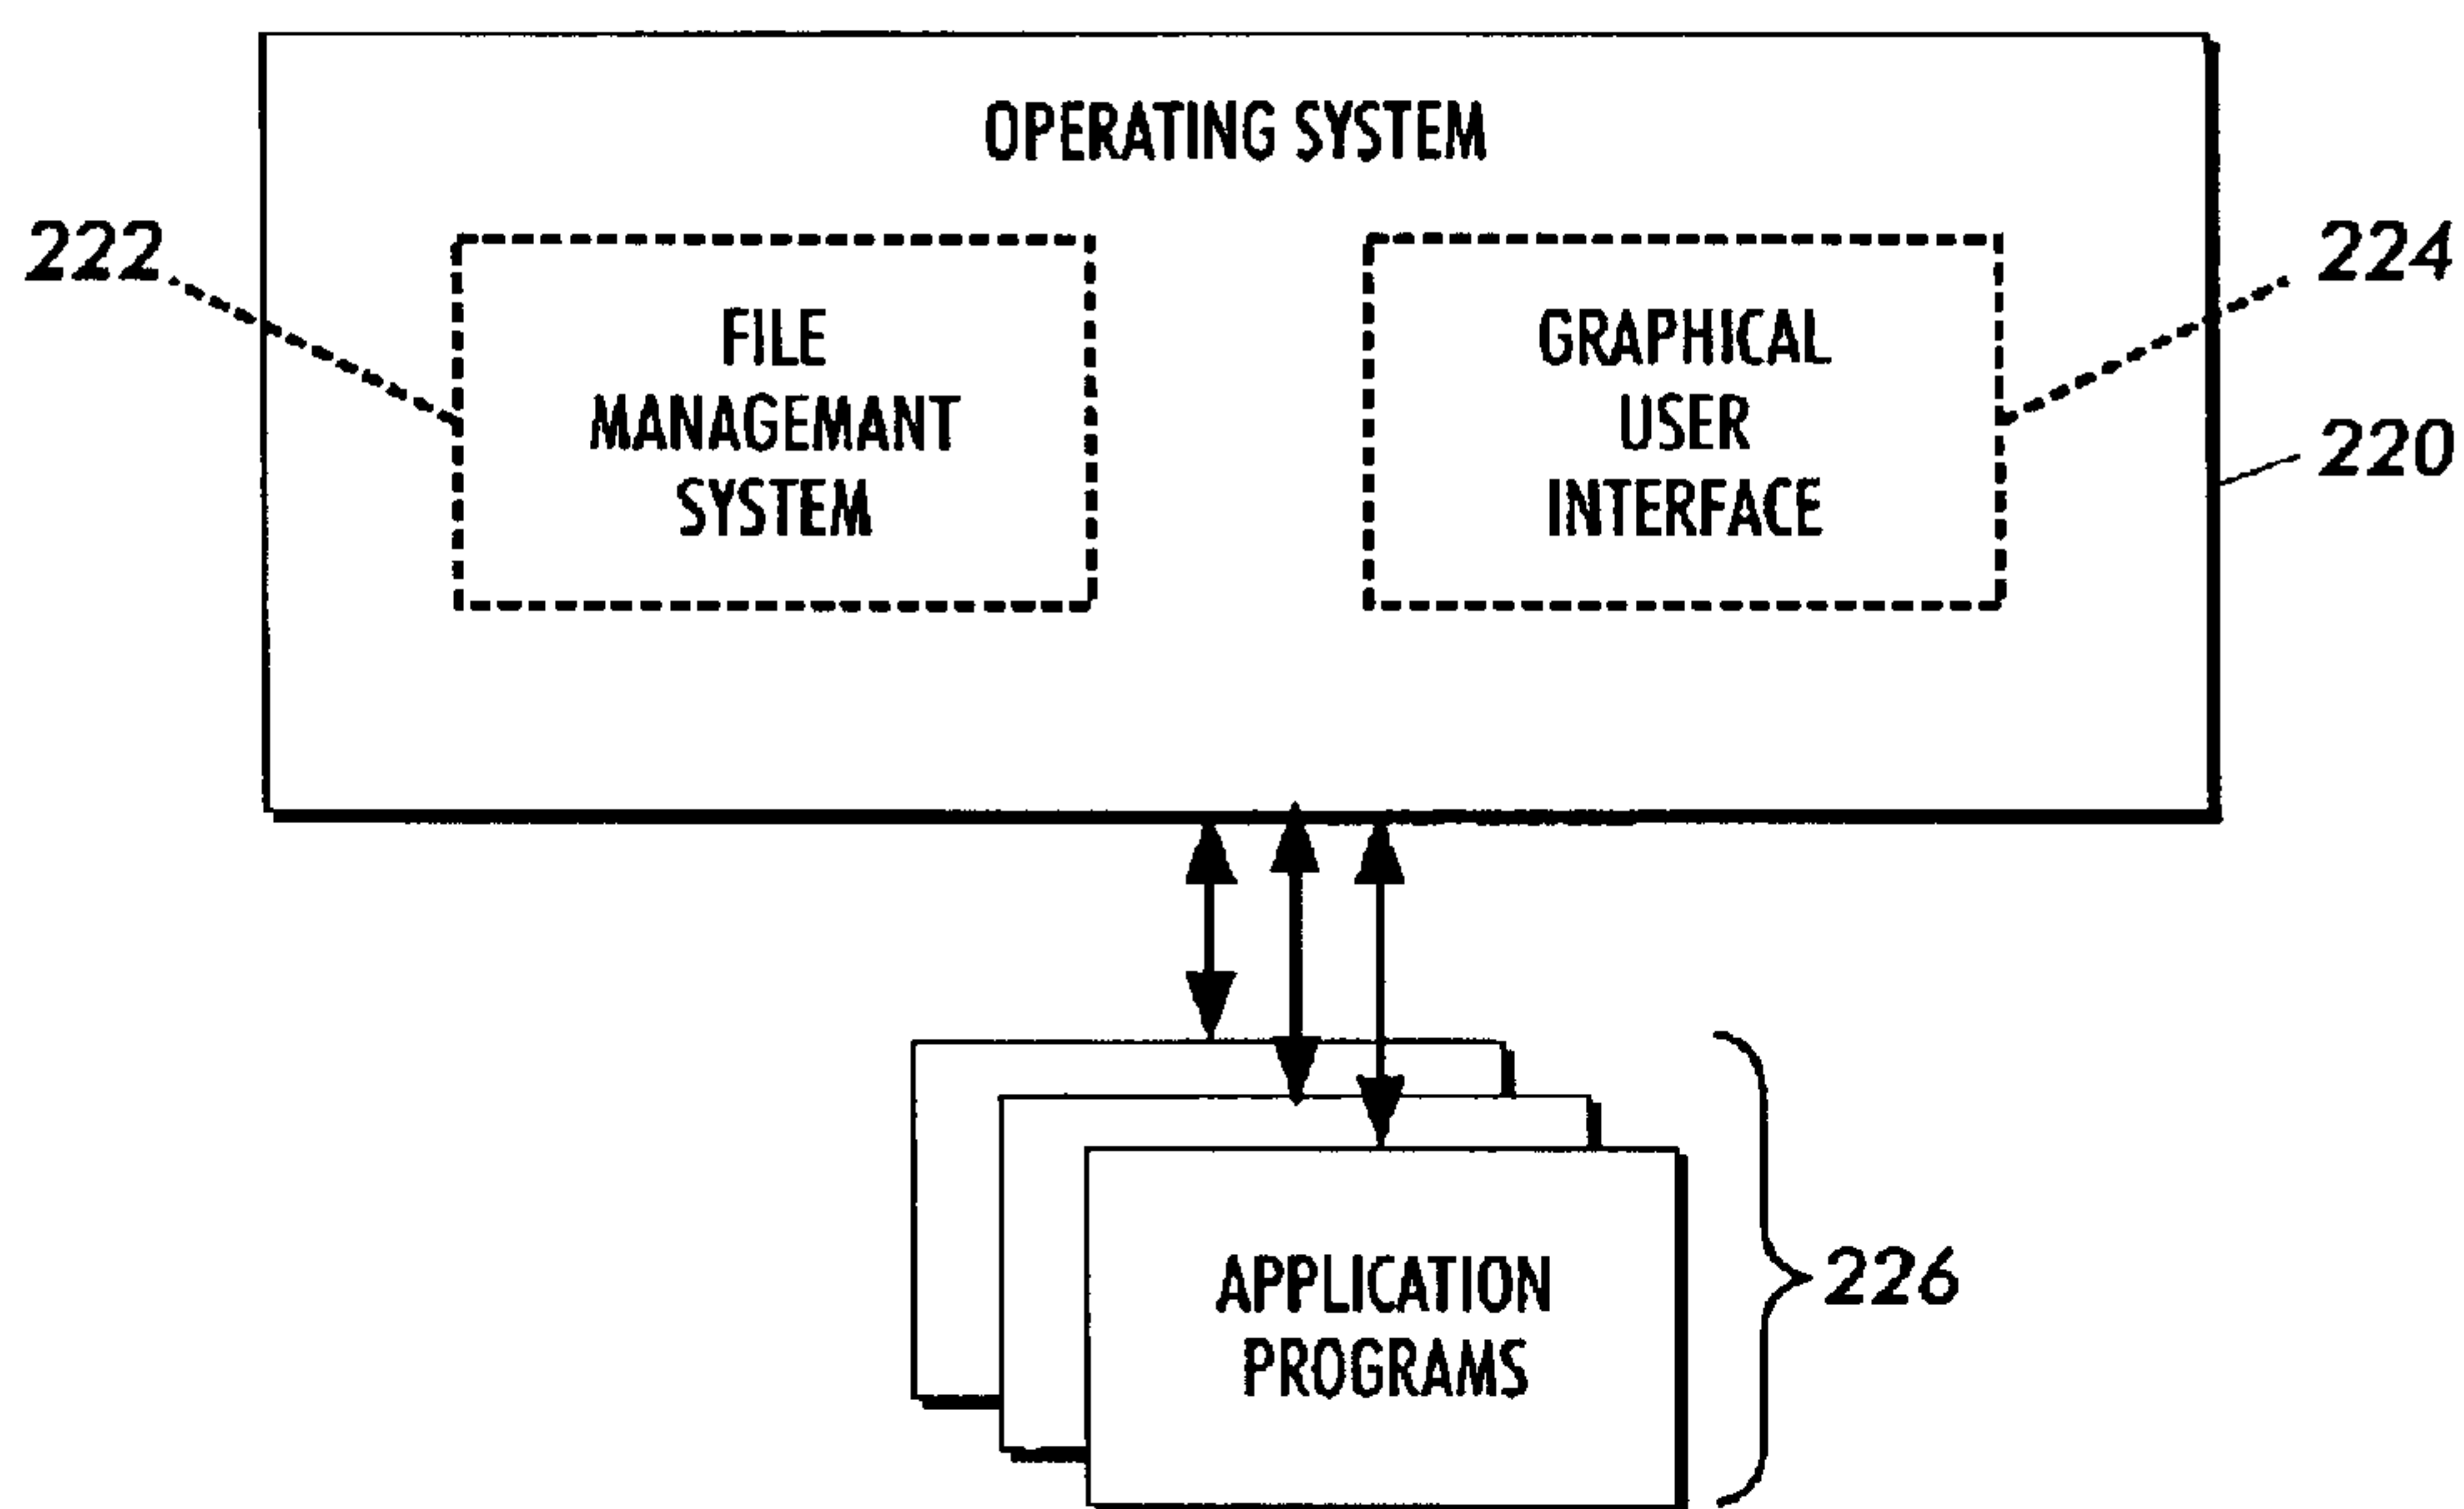 OPERATING SYSTEM
222
FILE
MANAGEMANT
SYSTEM
GRAPHICAL
USER
INTERFACE
224
220
APPLICATION
PROGRAMS
226